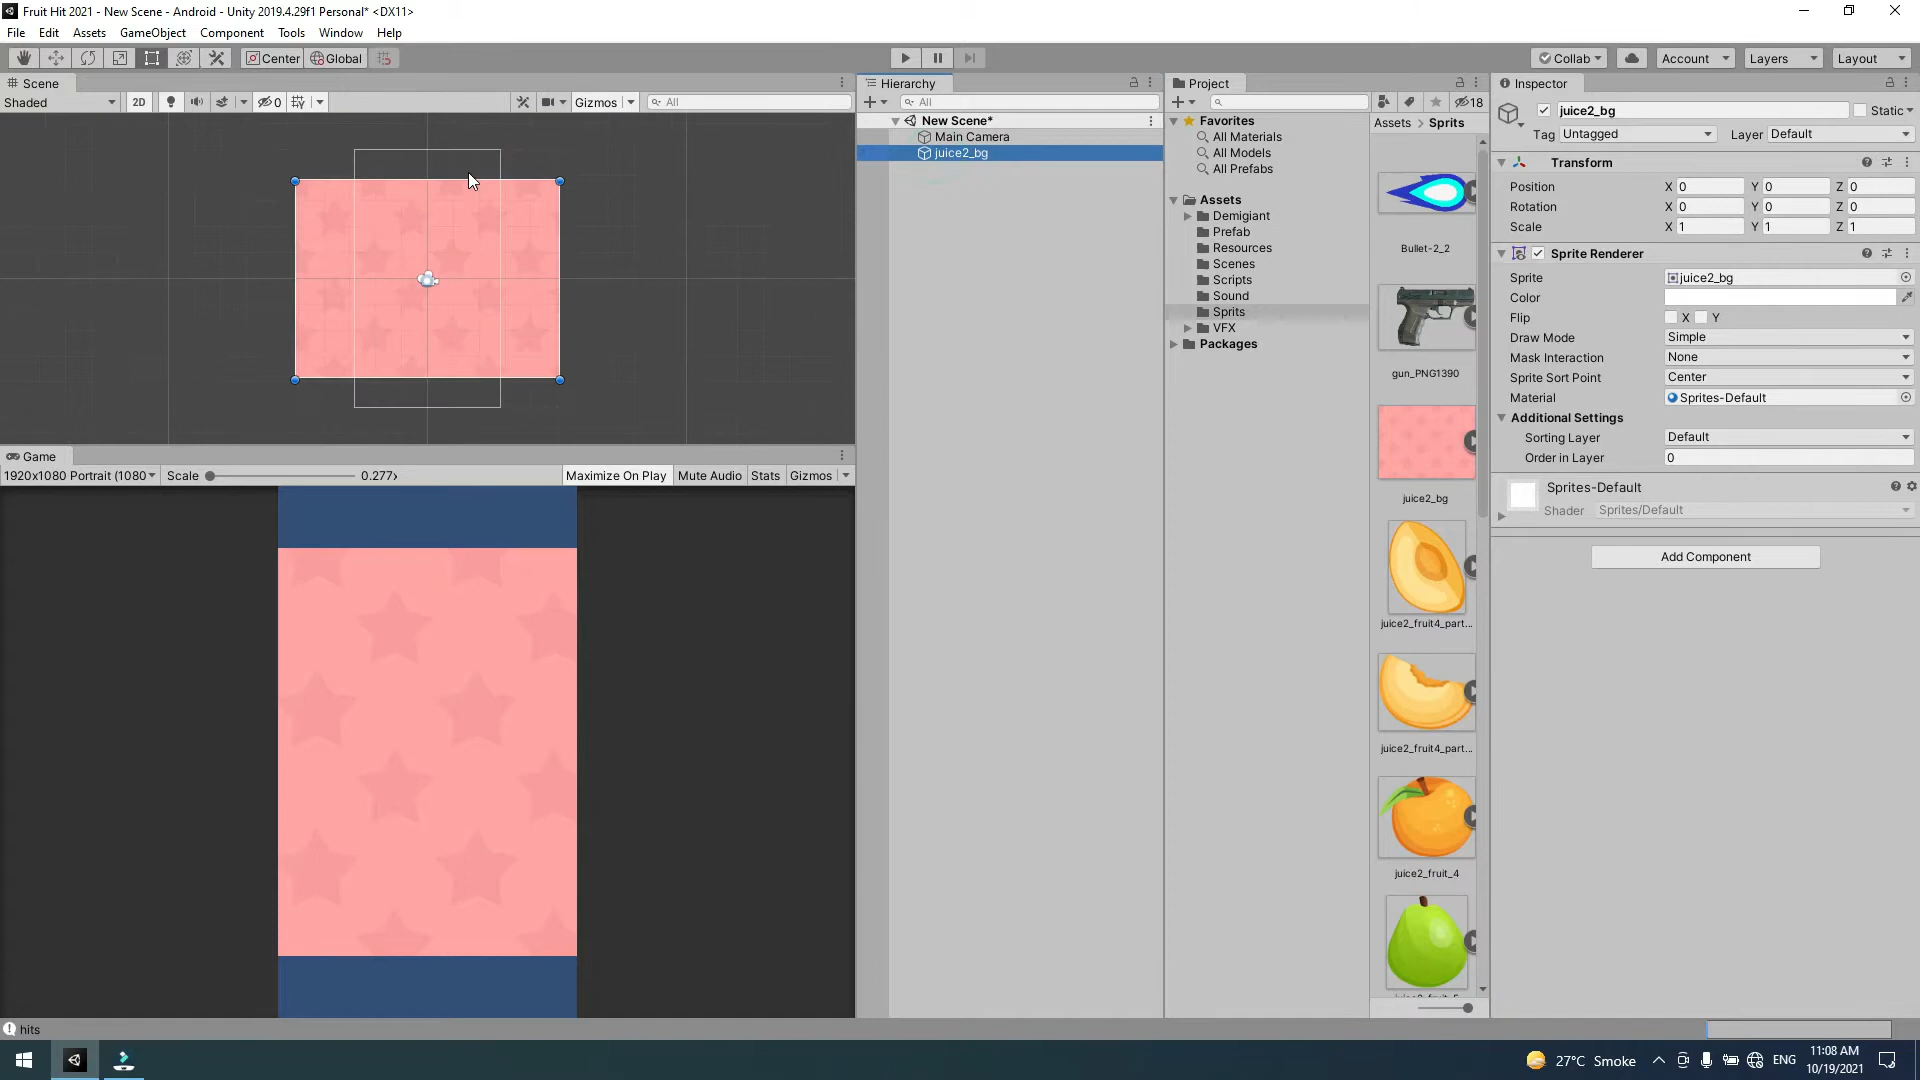 Fruit Hit 2021 - New Scene - Android - Unity 2019.4.29f1 Personal* <DX11>
File Edit Assets GameObject Component Tools Window Help
Center Global Collab Account Layers Layout
Scene
Shaded 2D 0 Gizmos All
Game
1920x1080 Portrait (1080 Scale 0.277x Maximize On Play Mute Audio Stats Gizmos
Hierarchy
All
New Scene*
Main Camera
juice2_bg
Project
18
Favorites
All Materials
All Models
All Prefabs
Assets
Demigiant
Prefab
Resources
Scenes
Scripts
Sound
Sprits
VFX
Packages
Assets Sprits
Bullet-2_2
gun_PNG1390
juice2_bg
juice2_fruit4_part...
juice2_fruit4_part...
juice2_fruit_4
Inspector
juice2_bg Static
Tag Untagged Layer Default
Transform
Position X 0 Y 0 Z 0
Rotation X 0 Y 0 Z 0
Scale X 1 Y 1 Z 1
Sprite Renderer
Sprite juice2_bg
Color
Flip X Y
Draw Mode Simple
Mask Interaction None
Sprite Sort Point Center
Material Sprites-Default
Additional Settings
Sorting Layer Default
Order in Layer 0
Sprites-Default
Shader Sprites/Default
Add Component
hits
27°C Smoke ENG
11:08 AM
10/19/2021